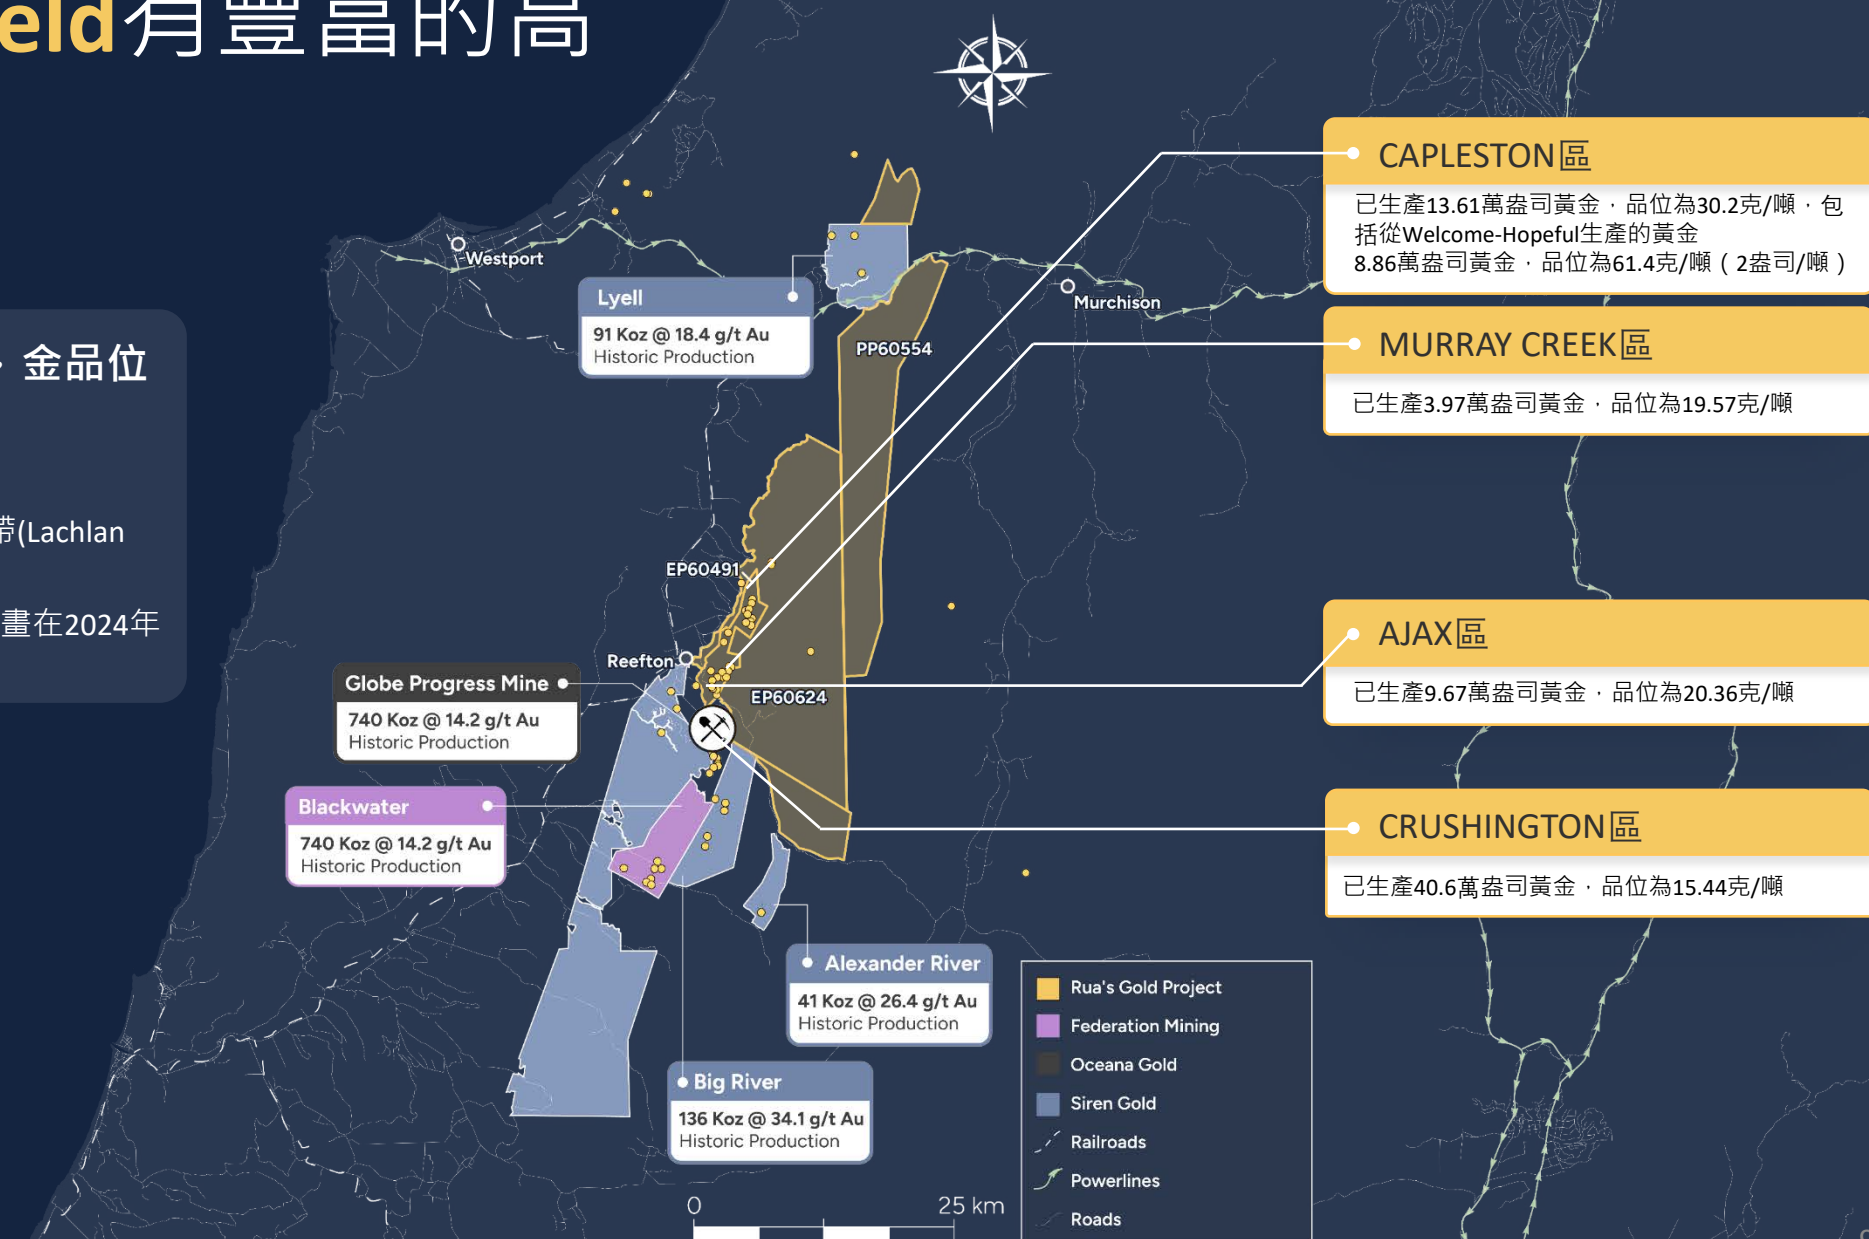 eld有豐富的高
，金品位
帶(Lachlan
畫在2024年
Westport
Lyell
91 Koz @ 18.4 g/t Au
Historic Production
Murchison
PP60554
EP60491
Reefton
EP60624
Globe Progress Mine
740 Koz @ 14.2 g/t Au
Historic Production
Blackwater
740 Koz @ 14.2 g/t Au
Historic Production
Alexander River
41 Koz @ 26.4 g/t Au
Historic Production
Big River
136 Koz @ 34.1 g/t Au
Historic Production
CAPLESTON區
已生產13.61萬盎司黃金，品位為30.2克/噸，包
括從Welcome-Hopeful生產的黃金
8.86萬盎司黃金，品位為61.4克/噸（2盎司/噸）
MURRAY CREEK區
已生產3.97萬盎司黃金，品位為19.57克/噸
AJAX區
已生產9.67萬盎司黃金，品位為20.36克/噸
CRUSHINGTON區
已生產40.6萬盎司黃金，品位為15.44克/噸
Rua's Gold Project
Federation Mining
Oceana Gold
Siren Gold
Railroads
Powerlines
Roads
0
25 km